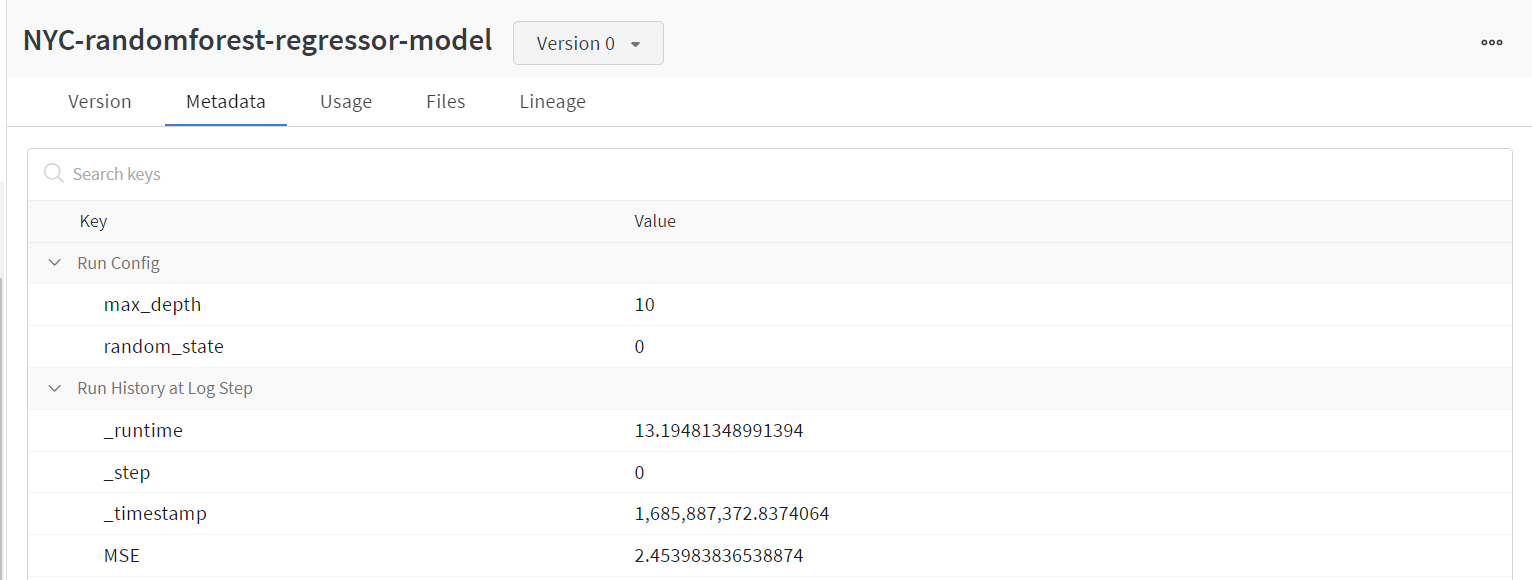 NYC-randomforest-regressor-model Version 0
Version Metadata Usage Files Lineage
Search keys
Key Value
Run Config
max_depth 10
random_state 0
Run History at Log Step
_runtime 13.19481348991394
_step 0
_timestamp 1,685,887,372.8374064
MSE 2.453983836538874